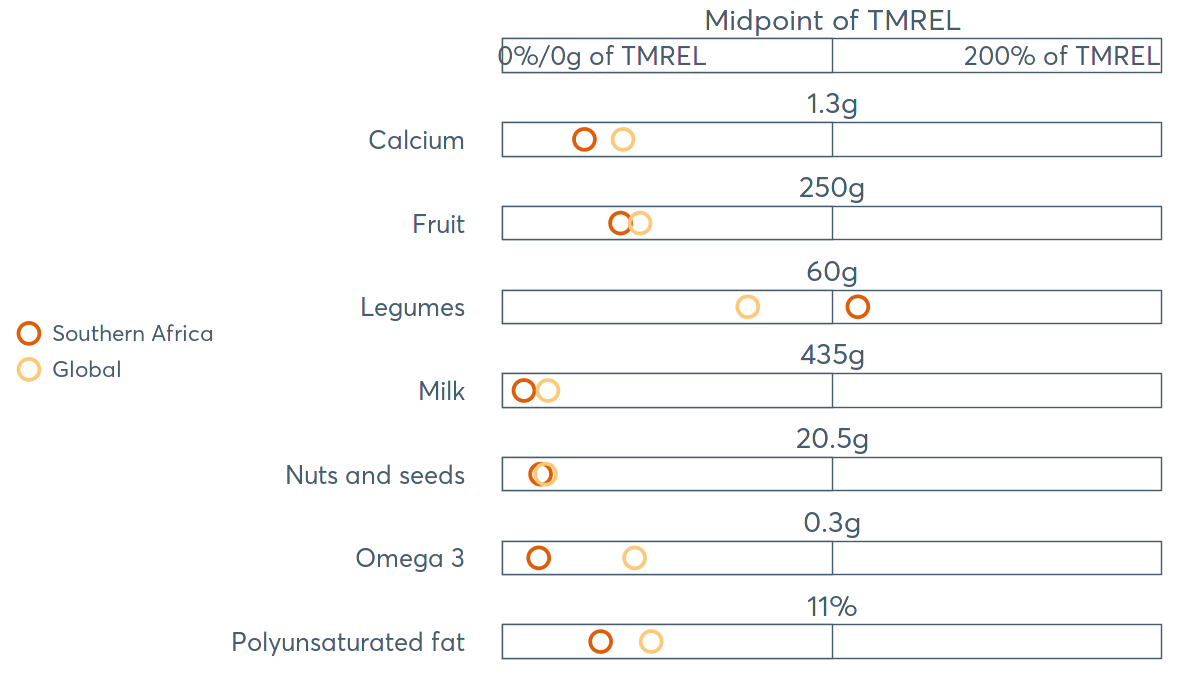 Midpoint of TMREL
0%/0g of TMREL
200% of TMREL
1.3g
Calcium
250g
Fruit
60g
Legumes
Southern Africa
Global
435g
Milk
20.5g
Nuts and seeds
0.3g
Omega 3
11%
Polyunsaturated fat